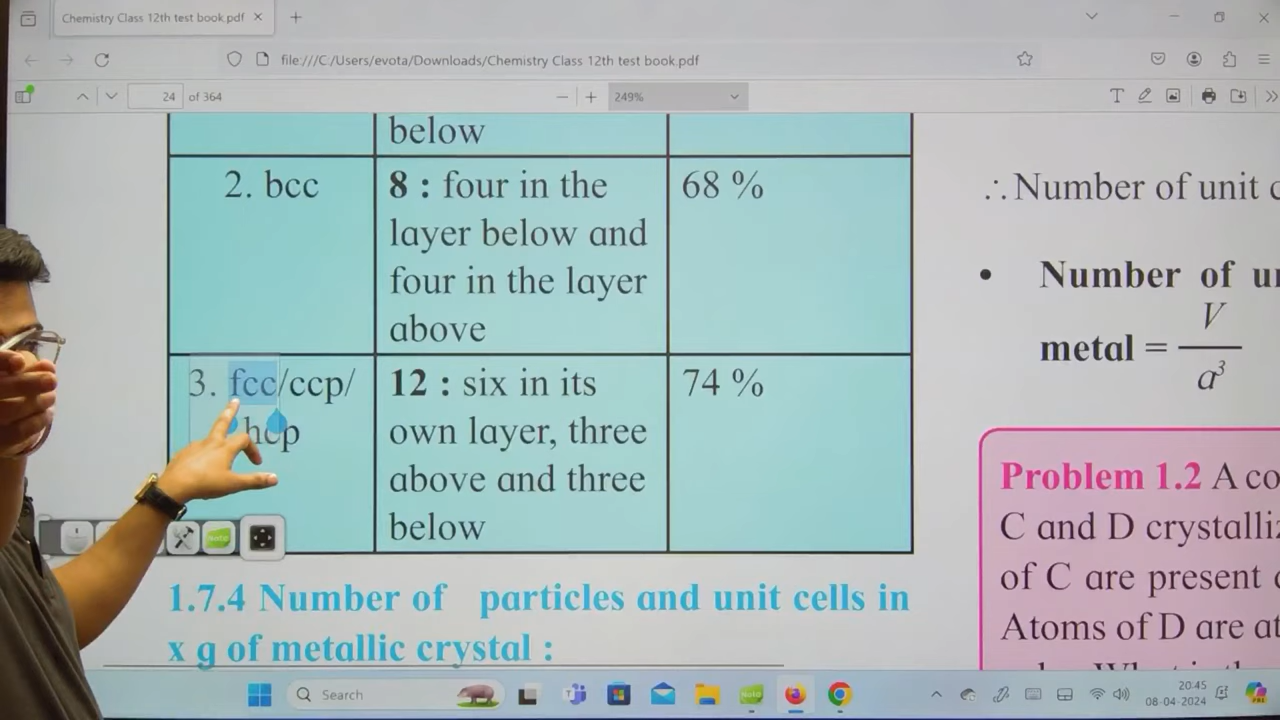 Chemistry Class 12th test book.pdf
file:///C:/Users/evota/Downloads/Chemistry Class 12th test book.pdf
24 of 364
249%
below
2. bcc
8 : four in the
layer below and
four in the layer
above
68 %
3. fcc/ccp/
hcp
12 : six in its
own layer, three
above and three
below
74 %
1.7.4 Number of particles and unit cells in
x g of metallic crystal :
∴ Number of unit c
• Number of un
metal = V
a³
Problem 1.2 A co
C and D crystalliz
of C are present
Atoms of D are at
Search
20:45
08-04-2024